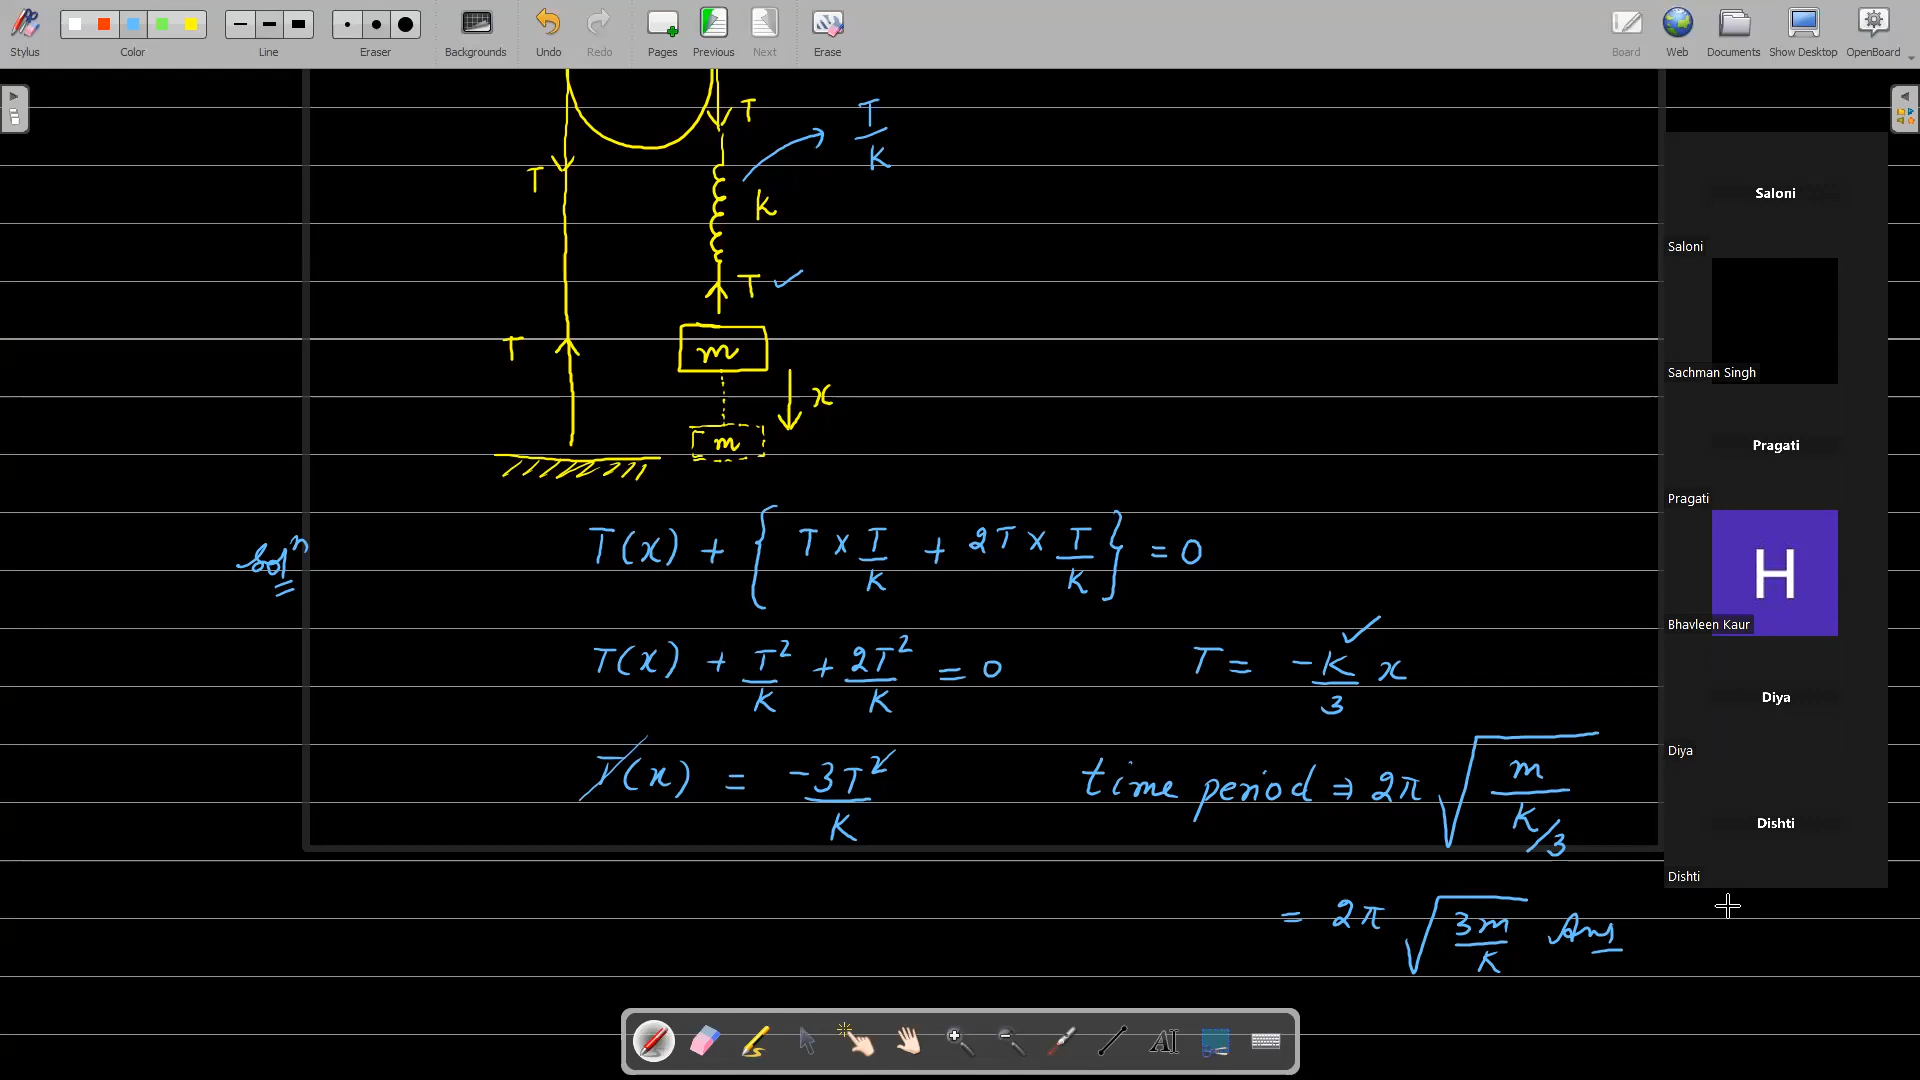 Stylus Color Line Eraser Backgrounds Undo Redo Pages Previous Next Erase Board Web Documents Show Desktop OpenBoard
T T/K
T
K
T
T
m
x
m
Solⁿ T(x) + { T × T/K + 2T × T/K } = 0
T(x) + T²/K + 2T²/K = 0 T = -K/3 x
T(x) = -3T²/K time period ⇒ 2π √(m/(K/3))
= 2π √(3m/K) Ans
Saloni
Saloni
Sachman Singh
Pragati
Pragati
H
Bhavleen Kaur
Diya
Diya
Dishti
Dishti
AI